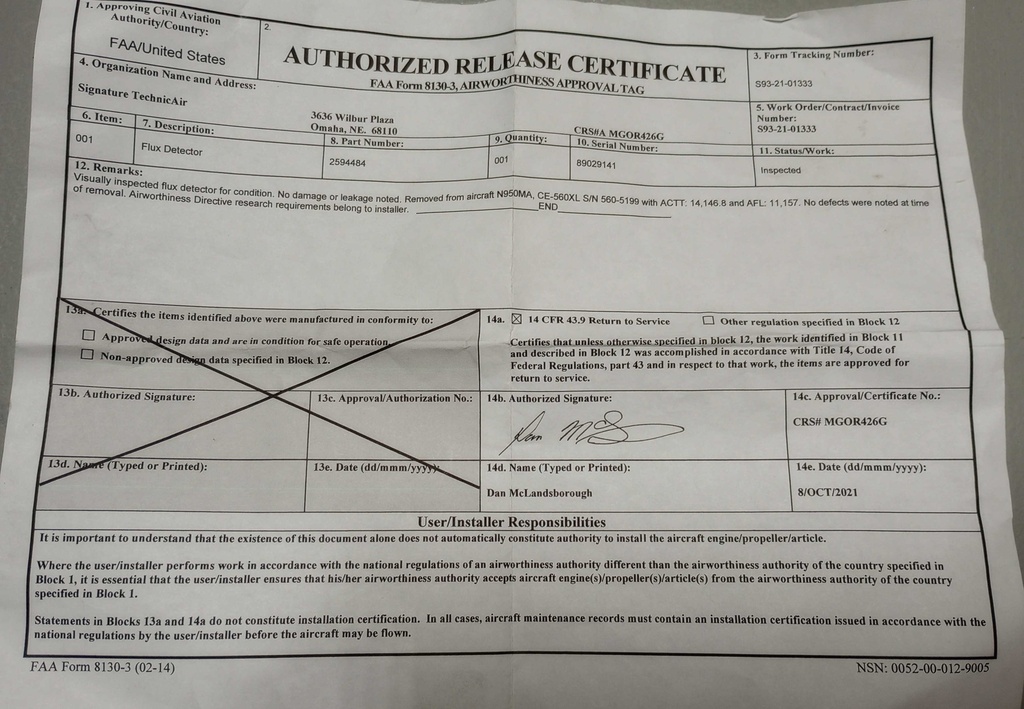 1. Approving Civil Aviation
Authority/Country:
FAA/United States
2.
AUTHORIZED RELEASE CERTIFICATE
FAA Form 8130-3, AIRWORTHINESS APPROVAL TAG
3. Form Tracking Number:
S93-21-01333
4. Organization Name and Address:
Signature TechnicAir
3636 Wilbur Plaza
Omaha, NE. 68110
CRS#A MGOR426G
5. Work Order/Contract/Invoice
Number:
S93-21-01333
6. Item:
001
7. Description:
Flux Detector
8. Part Number:
2594484
9. Quantity:
001
10. Serial Number:
89029141
11. Status/Work:
Inspected
12. Remarks:
Visually inspected flux detector for condition. No damage or leakage noted. Removed from aircraft N950MA, CE-560XL S/N 560-5199 with ACTT: 14,146.8 and AFL: 11,157. No defects were noted at time
of removal. Airworthiness Directive research requirements belong to installer. ____________________END____________________
13a. Certifies the items identified above were manufactured in conformity to:
☐ Approved design data and are in condition for safe operation.
☐ Non-approved design data specified in Block 12.
14a. ☒ 14 CFR 43.9 Return to Service ☐ Other regulation specified in Block 12
Certifies that unless otherwise specified in block 12, the work identified in Block 11
and described in Block 12 was accomplished in accordance with Title 14, Code of
Federal Regulations, part 43 and in respect to that work, the items are approved for
return to service.
13b. Authorized Signature:
13c. Approval/Authorization No.:
14b. Authorized Signature:
14c. Approval/Certificate No.:
CRS# MGOR426G
13d. Name (Typed or Printed):
13e. Date (dd/mmm/yyyy):
14d. Name (Typed or Printed):
Dan McLandsborough
14e. Date (dd/mmm/yyyy):
8/OCT/2021
User/Installer Responsibilities
It is important to understand that the existence of this document alone does not automatically constitute authority to install the aircraft engine/propeller/article.
Where the user/installer performs work in accordance with the national regulations of an airworthiness authority different than the airworthiness authority of the country specified in
Block 1, it is essential that the user/installer ensures that his/her airworthiness authority accepts aircraft engine(s)/propeller(s)/article(s) from the airworthiness authority of the country
specified in Block 1.
Statements in Blocks 13a and 14a do not constitute installation certification. In all cases, aircraft maintenance records must contain an installation certification issued in accordance with the
national regulations by the user/installer before the aircraft may be flown.
FAA Form 8130-3 (02-14)
NSN: 0052-00-012-9005